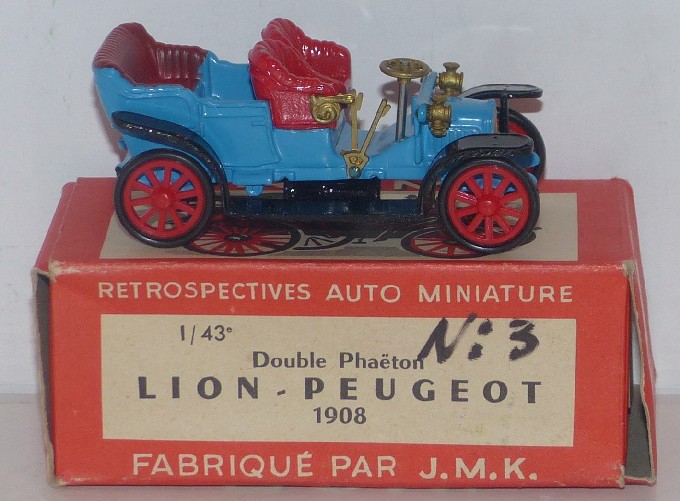 RETROSPECTIVES AUTO MINIATURE
1/43e
Double Phaëton N: 3
LION - PEUGEOT
1908
FABRIQUÉ PAR J.M.K.